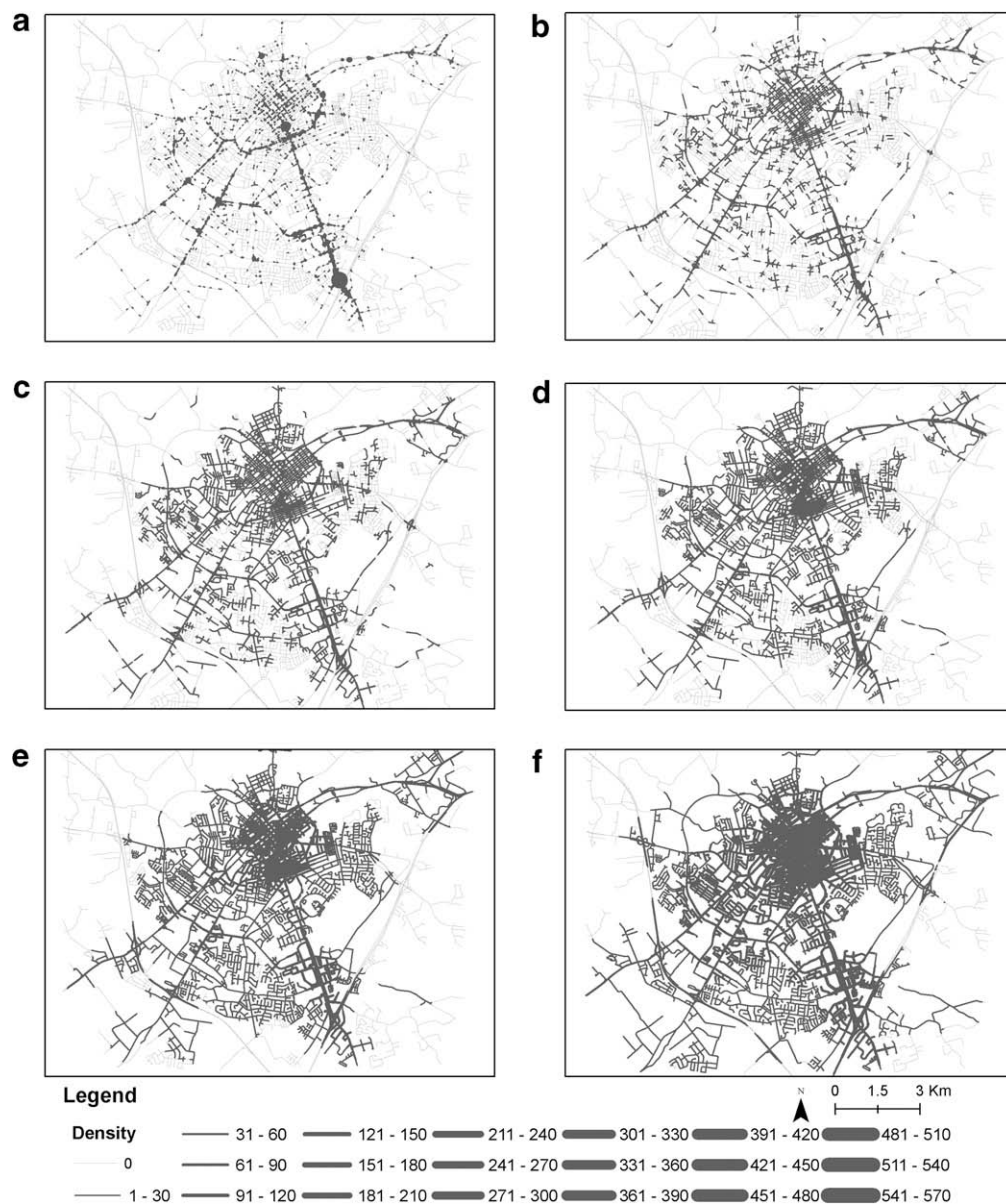 a
b
c
d
e
f
Legend
N
0 1.5 3 Km
Density
31 - 60 121 - 150 211 - 240 301 - 330 391 - 420 481 - 510
0 61 - 90 151 - 180 241 - 270 331 - 360 421 - 450 511 - 540
1 - 30 91 - 120 181 - 210 271 - 300 361 - 390 451 - 480 541 - 570